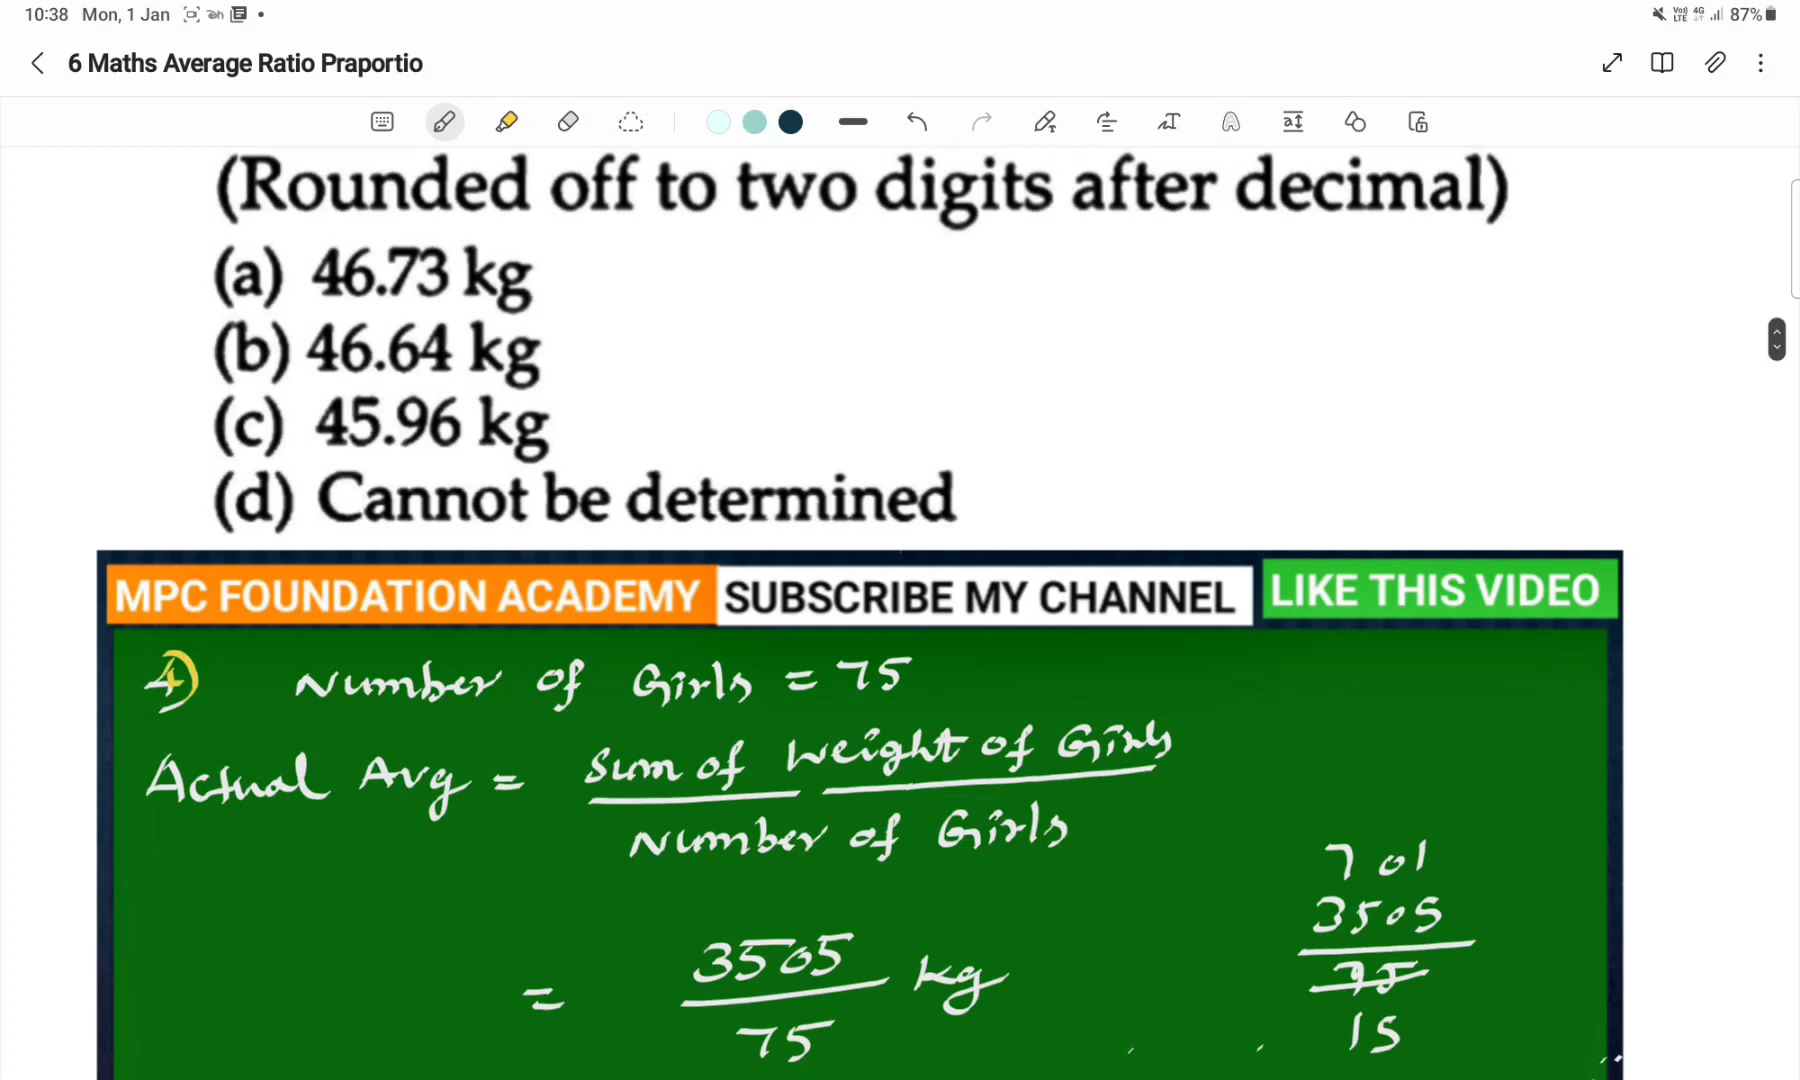 10:38 Mon, 1 Jan 87%
6 Maths Average Ratio Praportio
(Rounded off to two digits after decimal)
(a) 46.73 kg
(b) 46.64 kg
(c) 45.96 kg
(d) Cannot be determined
MPC FOUNDATION ACADEMY SUBSCRIBE MY CHANNEL LIKE THIS VIDEO
4) Number of Girls = 75
Actual Avg = Sum of Weight of Girls
Number of Girls
701
3505
75
15
= 3505 kg
75